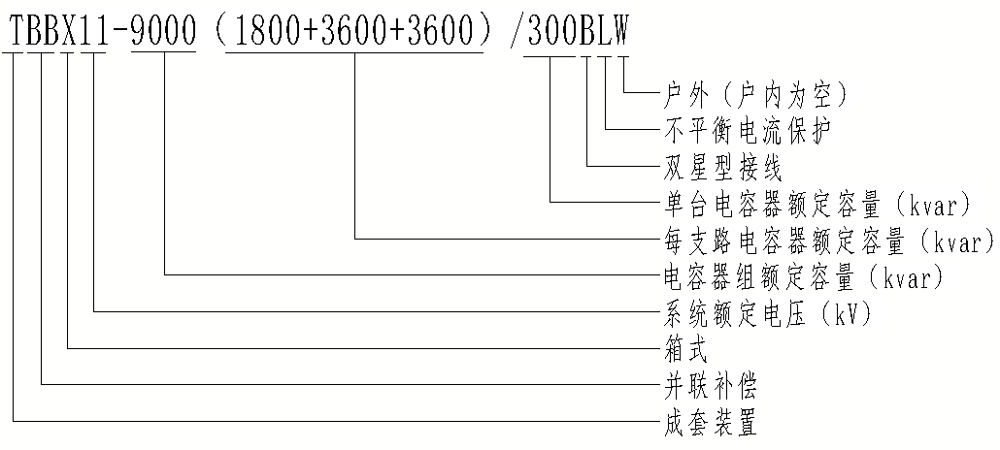 TBBX11-9000(1800+3600+3600)/300BLW
户外(户内为空)
不平衡电流保护
双星型接线
单台电容器额定容量(kvar)
每支路电容器额定容量(kvar)
电容器组额定容量(kvar)
系统额定电压(kV)
箱式
并联补偿
成套装置